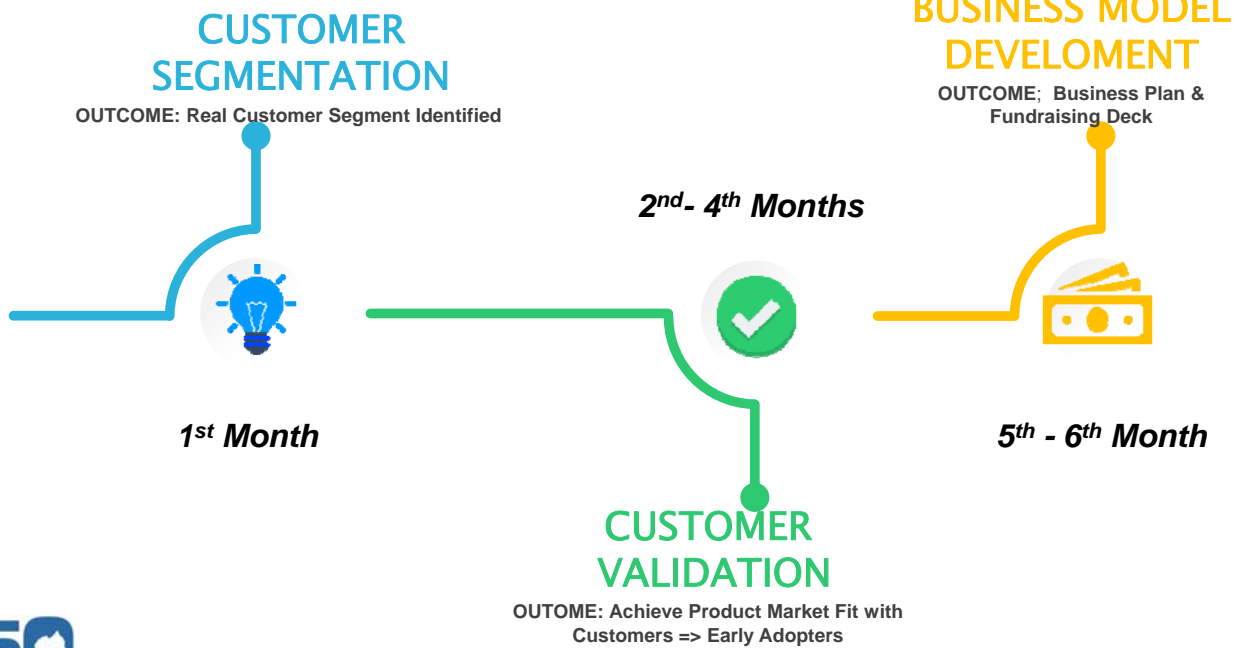 CUSTOMER
SEGMENTATION
OUTCOME: Real Customer Segment Identified
1st Month
2nd- 4th Months
CUSTOMER
VALIDATION
OUTOME: Achieve Product Market Fit with
Customers => Early Adopters
BUSINESS MODEL
DEVELOMENT
OUTCOME; Business Plan &
Fundraising Deck
5th - 6th Month